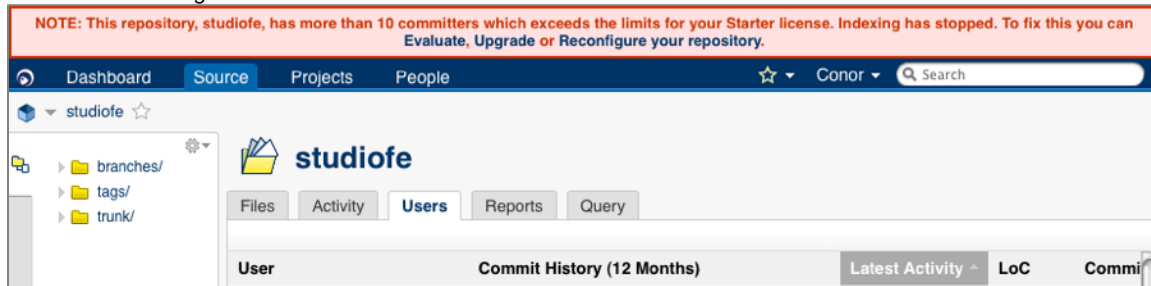 NOTE: This repository, studiofe, has more than 10 committers which exceeds the limits for your Starter license. Indexing has stopped. To fix this you can
Evaluate, Upgrade or Reconfigure your repository.
Dashboard Source Projects People Conor Search
studiofe
branches/
tags/
trunk/
studiofe
Files Activity Users Reports Query
User Commit History (12 Months) Latest Activity LoC Commi